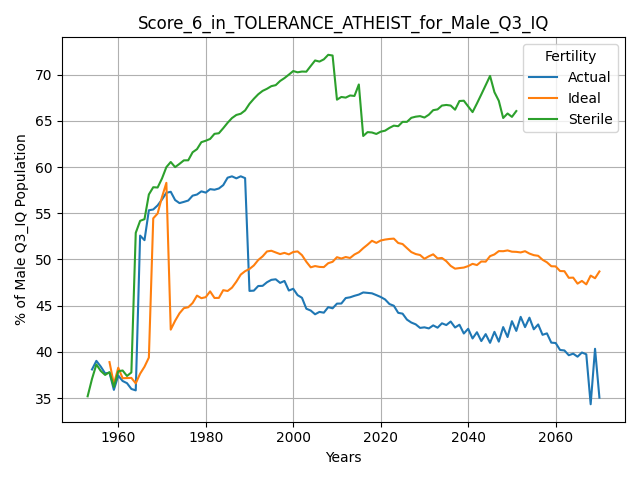 Score_6_in_TOLERANCE_ATHEIST_for_Male_Q3_IQ
% of Male Q3_IQ Population
70
65
60
55
50
45
40
35
Fertility
Actual
Ideal
Sterile
1960
1980
2000
2020
2040
2060
Years